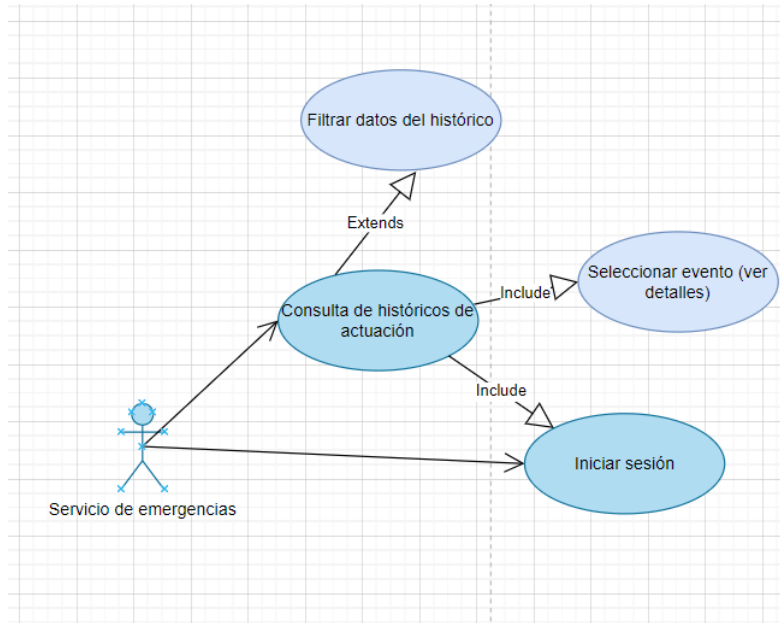 Filtrar datos del histórico
Extends
Seleccionar evento (ver
detalles)
Include
Consulta de históricos de
actuación
Include
Iniciar sesión
Servicio de emergencias